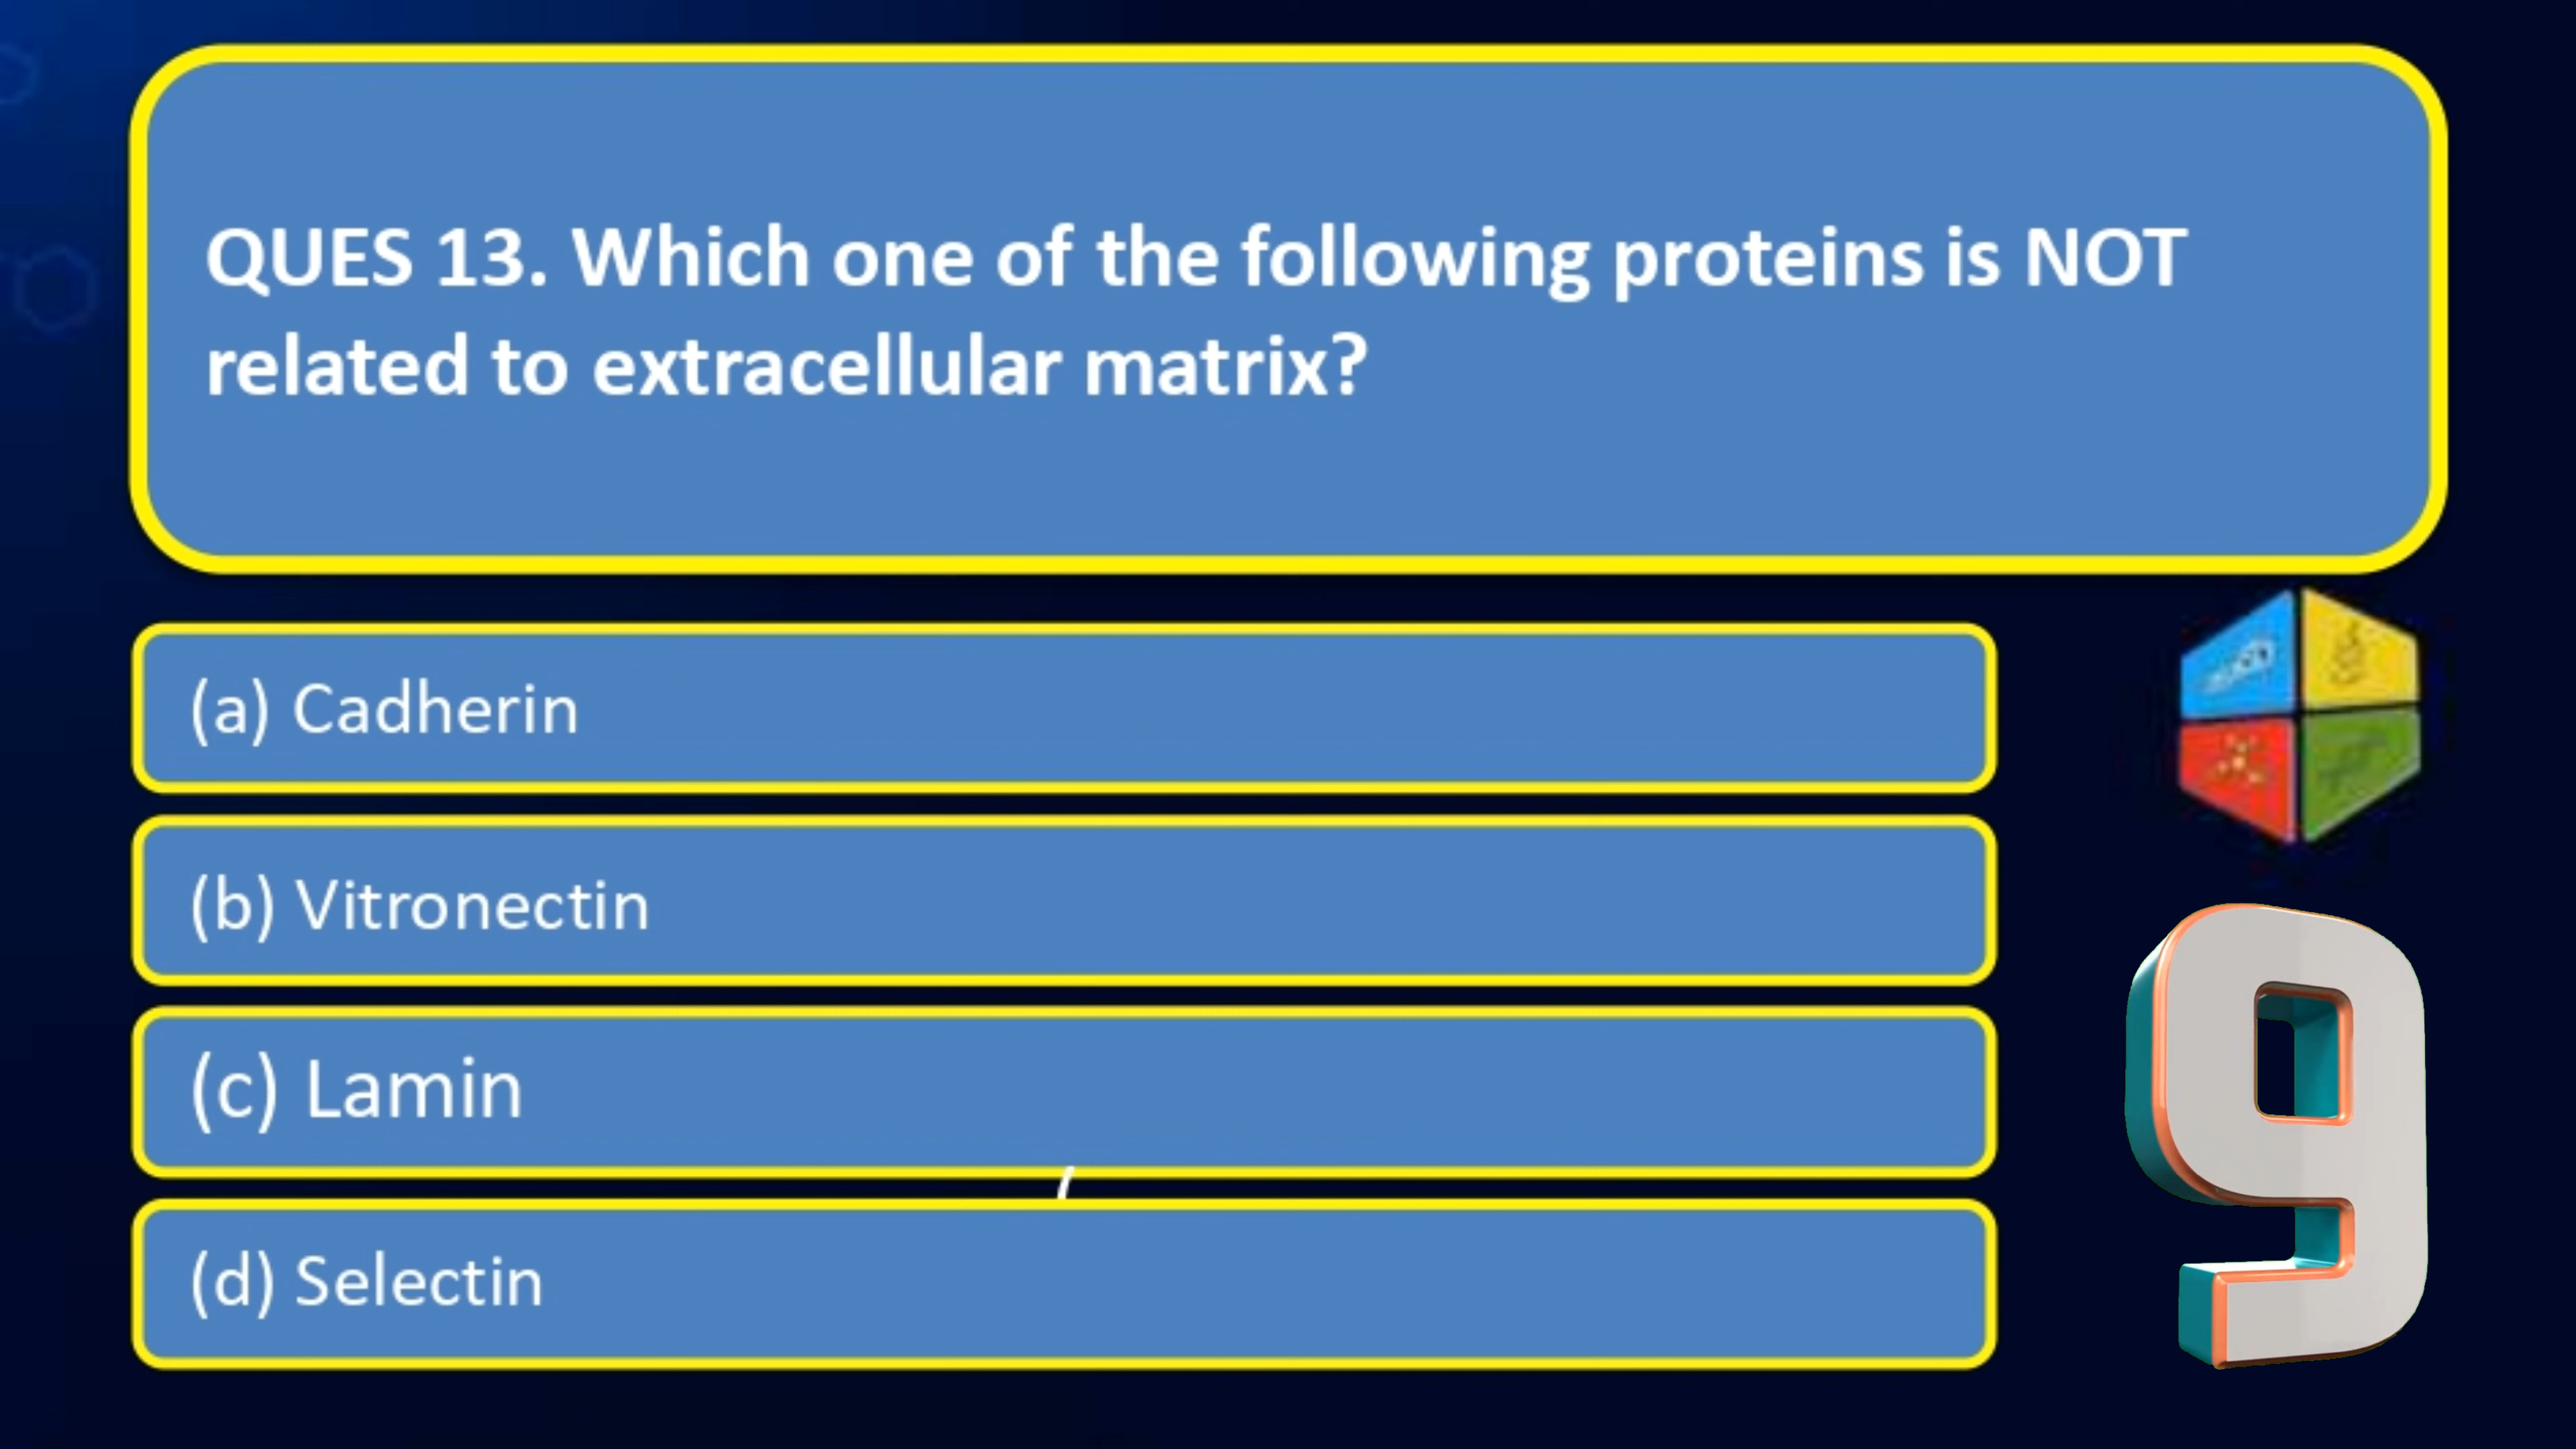 QUES 13. Which one of the following proteins is NOT
related to extracellular matrix?
(a) Cadherin
(b) Vitronectin
(c) Lamin
(d) Selectin
9